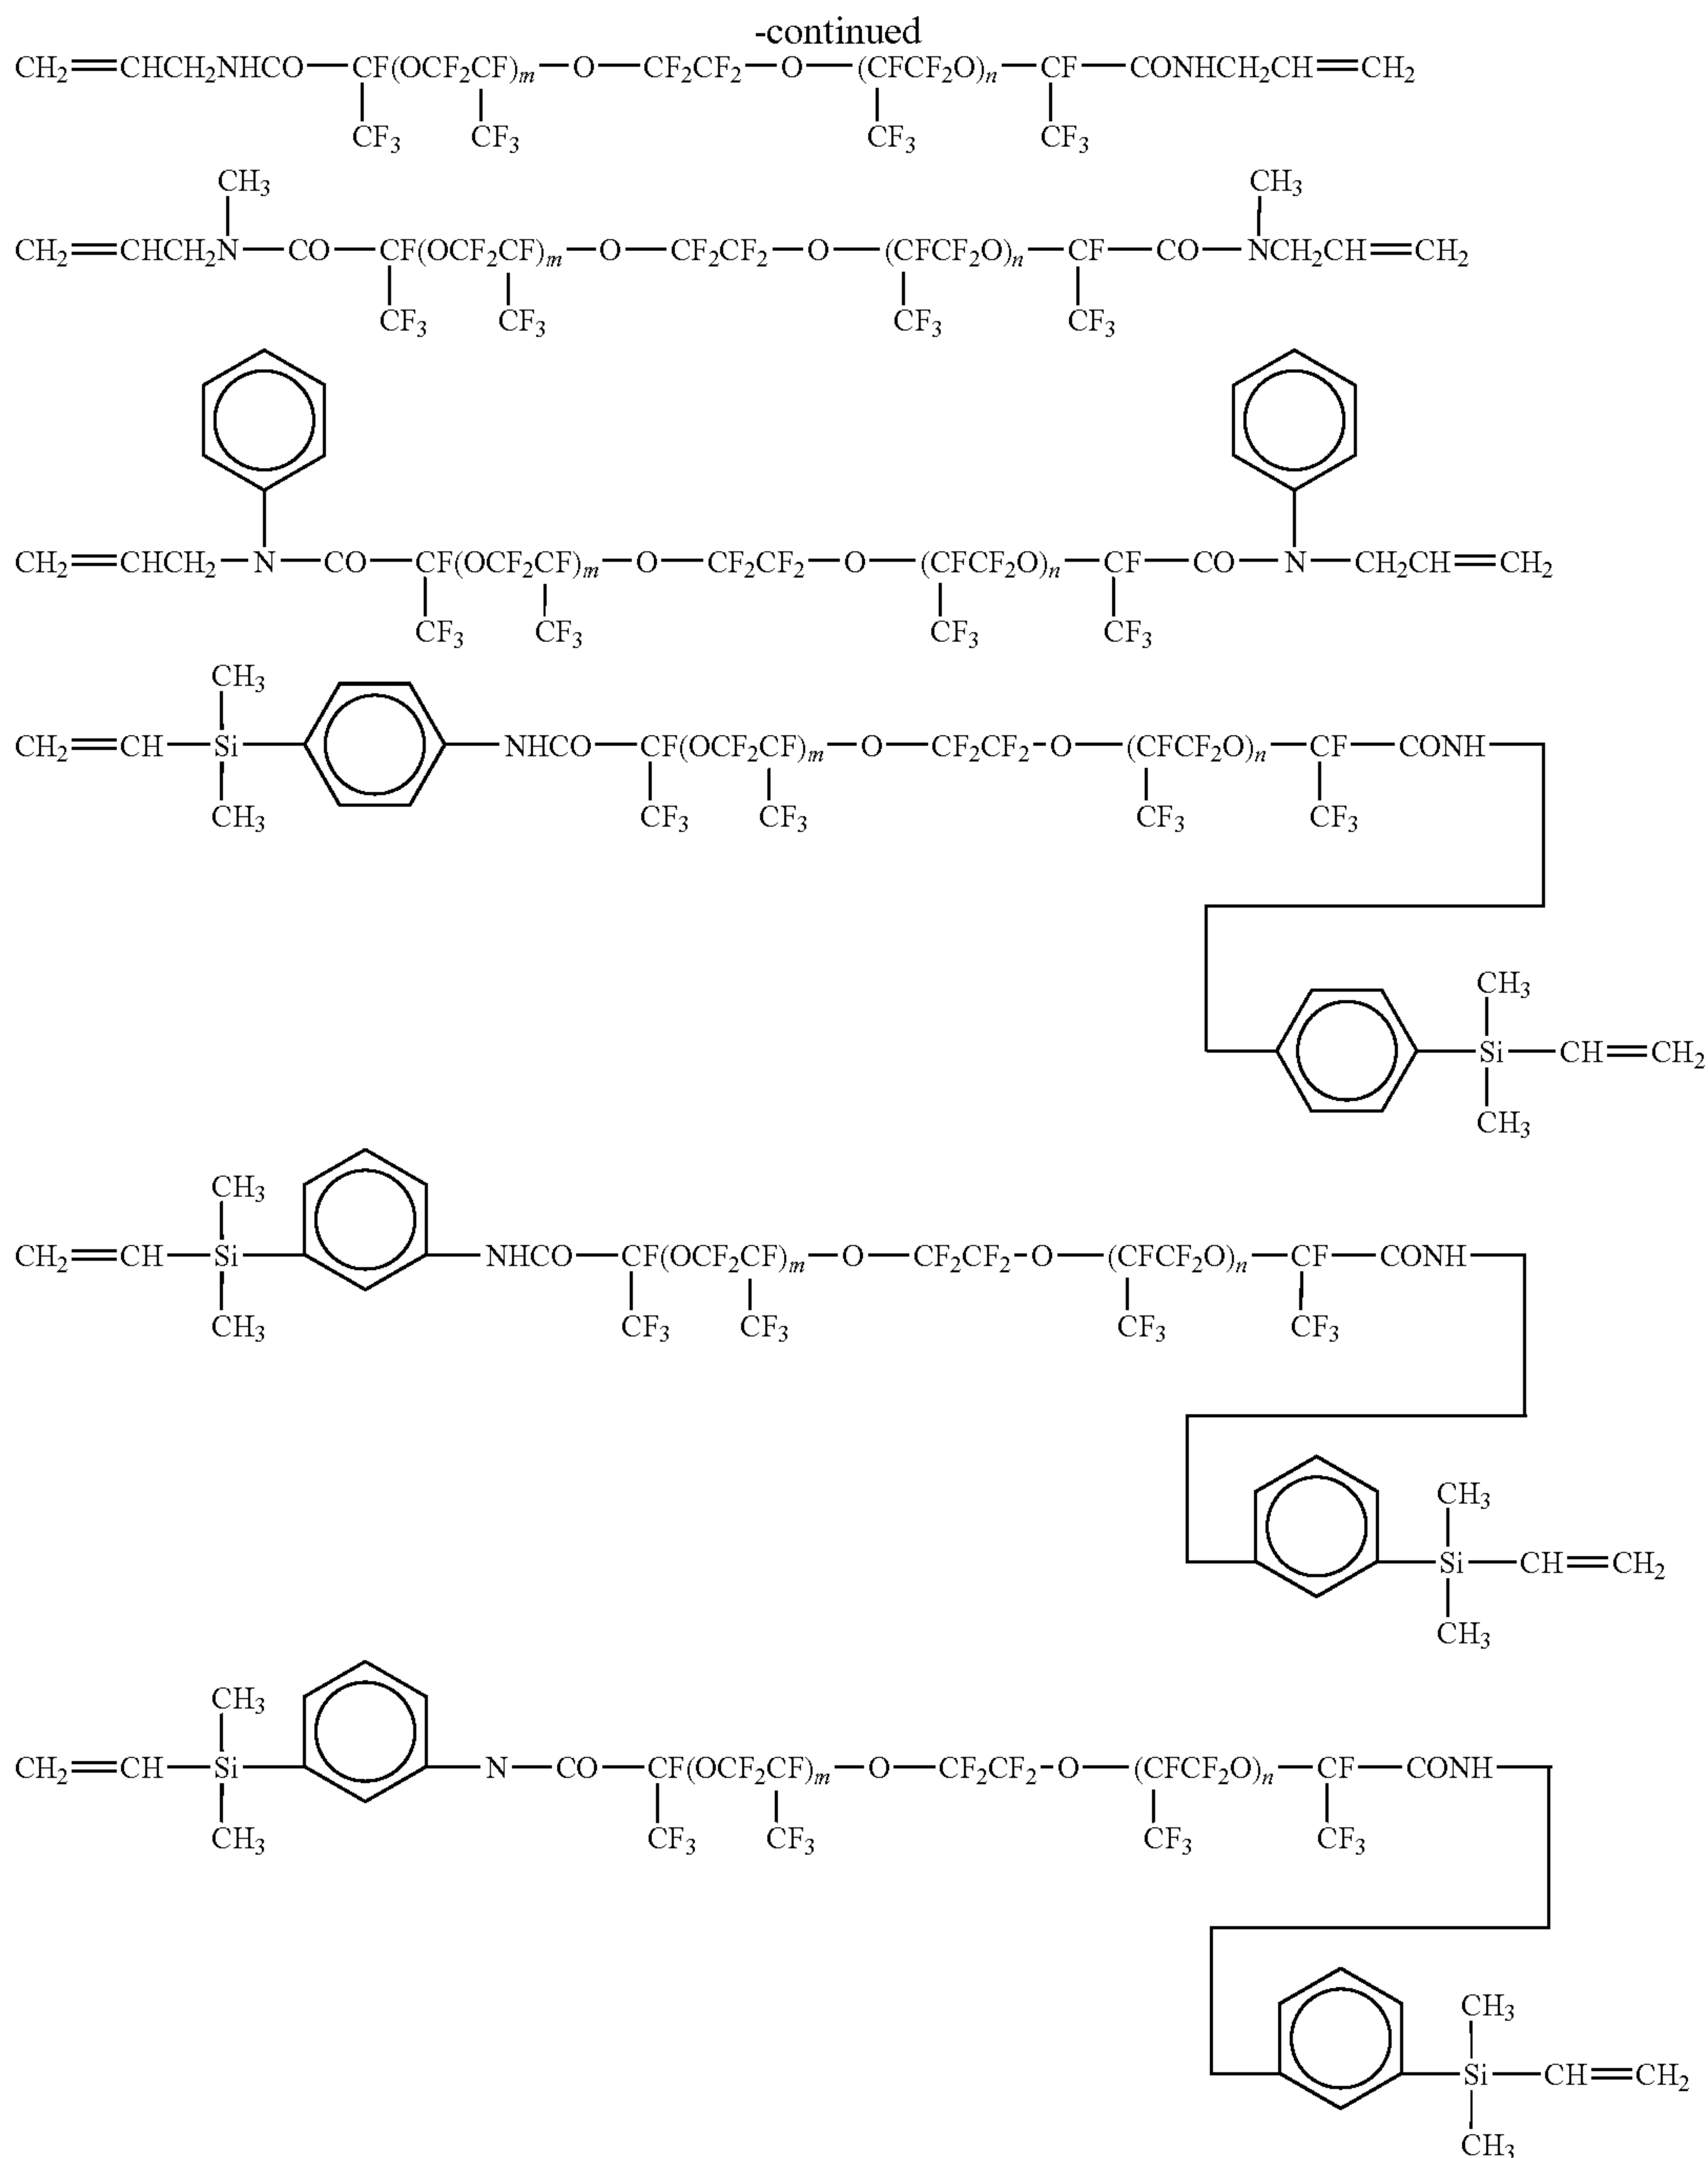 -continued
CH₂=CHCH₂NHCO—CF(OCF₂CF)ₘ—O—CF₂CF₂—O—(CFCF₂O)ₙ—CF—CONHCH₂CH=CH₂
CF₃ CF₃ CF₃ CF₃
CH₃ CH₃
CH₂=CHCH₂N—CO—CF(OCF₂CF)ₘ—O—CF₂CF₂—O—(CFCF₂O)ₙ—CF—CO—NCH₂CH=CH₂
CF₃ CF₃ CF₃ CF₃
CH₂=CHCH₂—N—CO—CF(OCF₂CF)ₘ—O—CF₂CF₂—O—(CFCF₂O)ₙ—CF—CO—N—CH₂CH=CH₂
CF₃ CF₃ CF₃ CF₃
CH₃
CH₂=CH—Si—NHCO—CF(OCF₂CF)ₘ—O—CF₂CF₂—O—(CFCF₂O)ₙ—CF—CONH—
CH₃ CF₃ CF₃ CF₃ CF₃
CH₃
—Si—CH=CH₂
CH₃
CH₃
CH₂=CH—Si—NHCO—CF(OCF₂CF)ₘ—O—CF₂CF₂—O—(CFCF₂O)ₙ—CF—CONH—
CH₃ CF₃ CF₃ CF₃ CF₃
CH₃
—Si—CH=CH₂
CH₃
CH₃
CH₂=CH—Si—N—CO—CF(OCF₂CF)ₘ—O—CF₂CF₂—O—(CFCF₂O)ₙ—CF—CONH—
CH₃ CF₃ CF₃ CF₃ CF₃
CH₃
—Si—CH=CH₂
CH₃